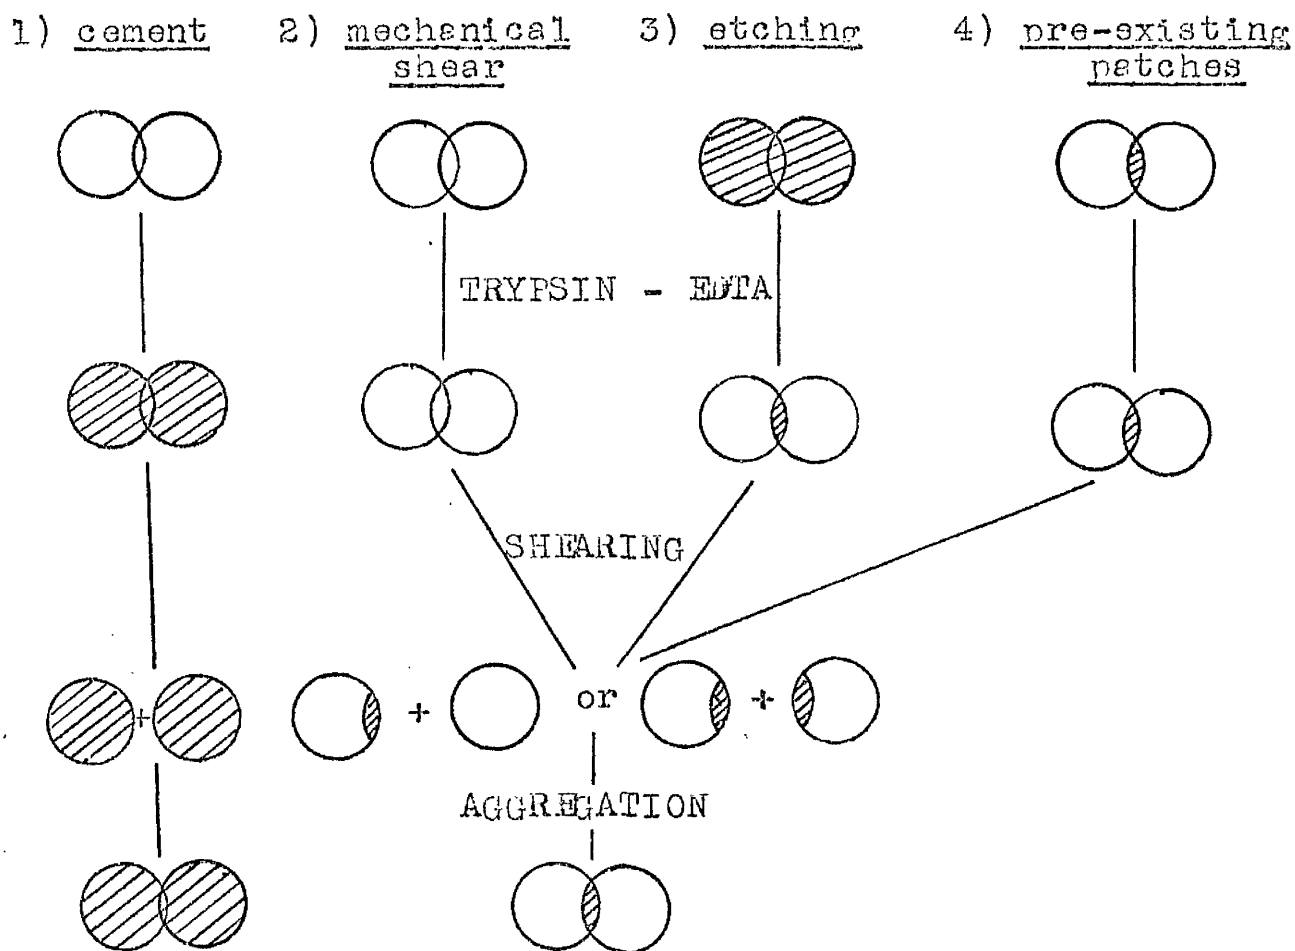 1) cement 2) mechanical 3) etching 4) pre-existing
shear patches
TRYPSIN - EDTA
SHEARING
+ + or +
AGGREGATION